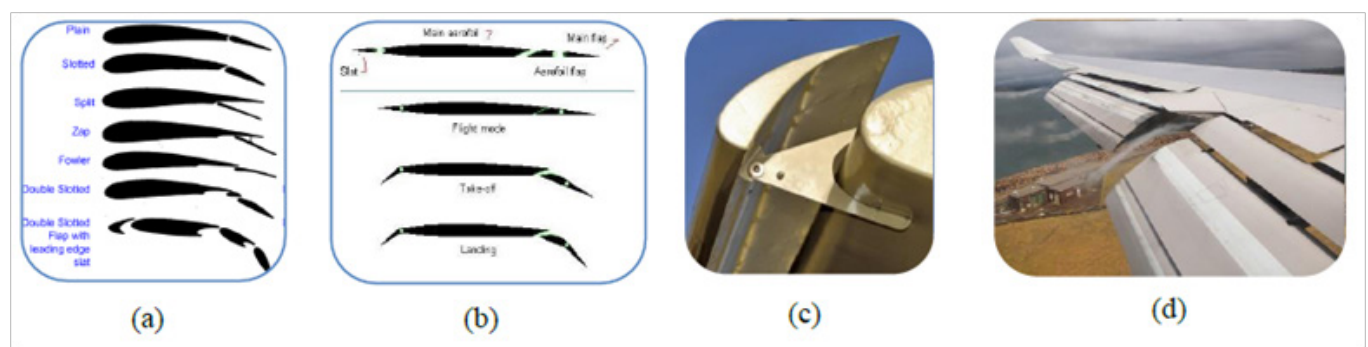 Plain
Slotted
Split
Zap
Fowler
Double Slotted
Double Slotted
Flap with
leading edge
slat
Main aerofoil
Main flap
Slat
Aerofoil flap
Flight mode
Take-off
Landing
(a)
(b)
(c)
(d)